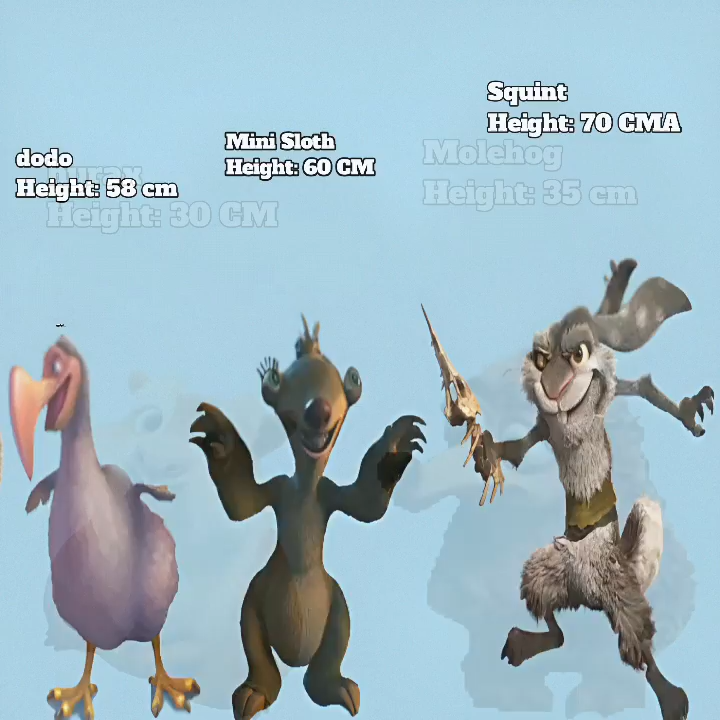 dodo
Height: 58 cm
Height: 30 CM
Mini Sloth
Height: 60 CM
Squint
Height: 70 CMA
Molehog
Height: 35 cm